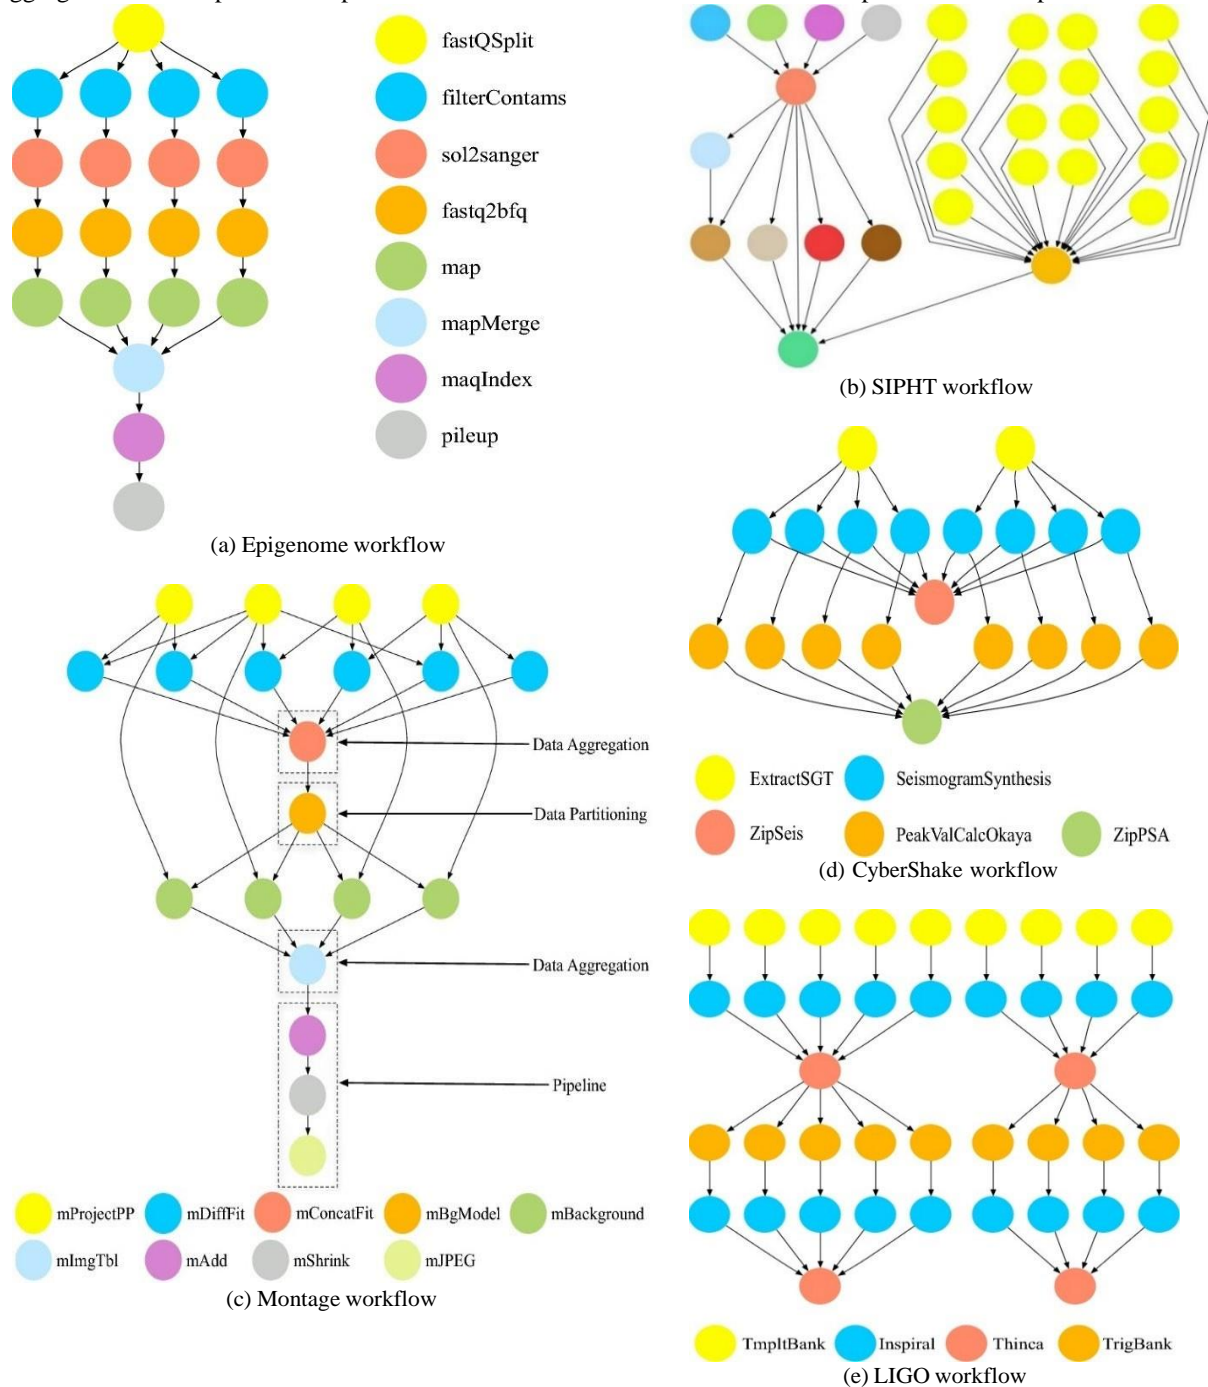 fastQSplit
filterContams
sol2sanger
fastq2bfq
map
mapMerge
maqIndex
pileup
(a) Epigenome workflow
(b) SIPHT workflow
Data Aggregation
Data Partitioning
Data Aggregation
Pipeline
mProjectPP mDiffFit mConcatFit mBgModel mBackground
mImgTbl mAdd mShrink mJPEG
(c) Montage workflow
ExtractSGT SeismogramSynthesis
ZipSeis PeakValCalcOkaya ZipPSA
(d) CyberShake workflow
TmpltBank Inspiral Thinca TrigBank
(e) LIGO workflow